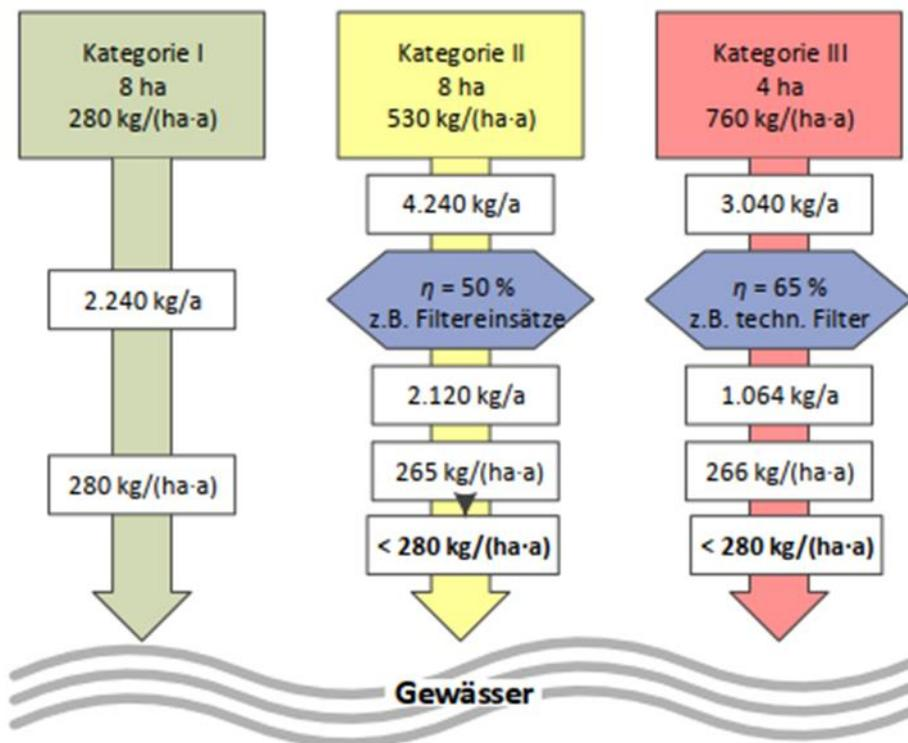 Kategorie I
8 ha
280 kg/(ha·a)
2.240 kg/a
280 kg/(ha·a)
Kategorie II
8 ha
530 kg/(ha·a)
4.240 kg/a
η = 50 %
z.B. Filtereinsätze
2.120 kg/a
265 kg/(ha·a)
< 280 kg/(ha·a)
Kategorie III
4 ha
760 kg/(ha·a)
3.040 kg/a
η = 65 %
z.B. techn. Filter
1.064 kg/a
266 kg/(ha·a)
< 280 kg/(ha·a)
Gewässer